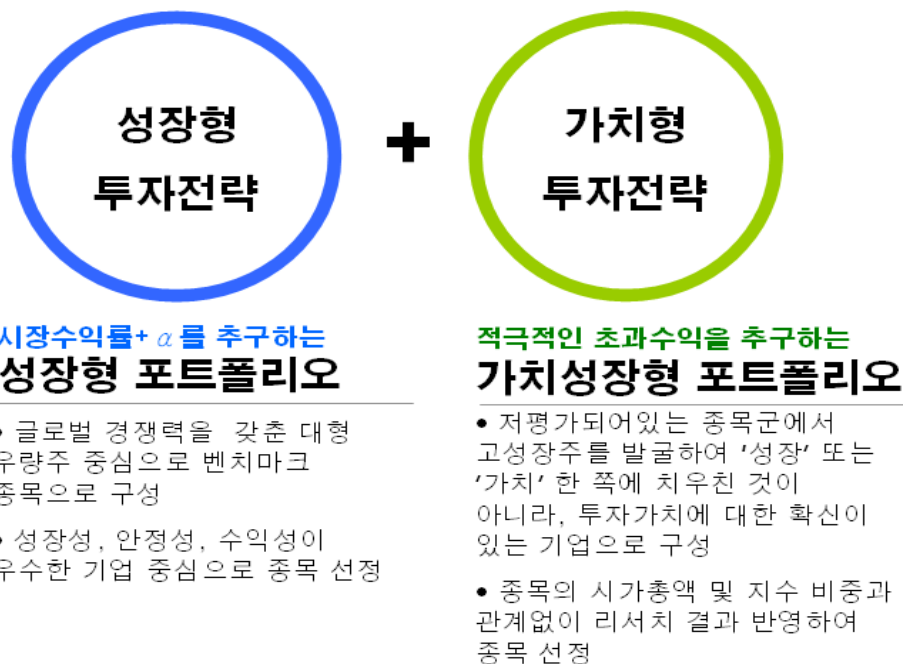 성장형
투자전략
+
가치형
투자전략
시장수익률+ α 를 추구하는
성장형 포트폴리오
• 글로벌 경쟁력을 갖춘 대형
우량주 중심으로 벤치마크
종목으로 구성
• 성장성, 안정성, 수익성이
우수한 기업 중심으로 종목 선정
적극적인 초과수익을 추구하는
가치성장형 포트폴리오
• 저평가되어있는 종목군에서
고성장주를 발굴하여 '성장' 또는
'가치' 한 쪽에 치우친 것이
아니라, 투자가치에 대한 확신이
있는 기업으로 구성
• 종목의 시가총액 및 지수 비중과
관계없이 리서치 결과 반영하여
종목 선정